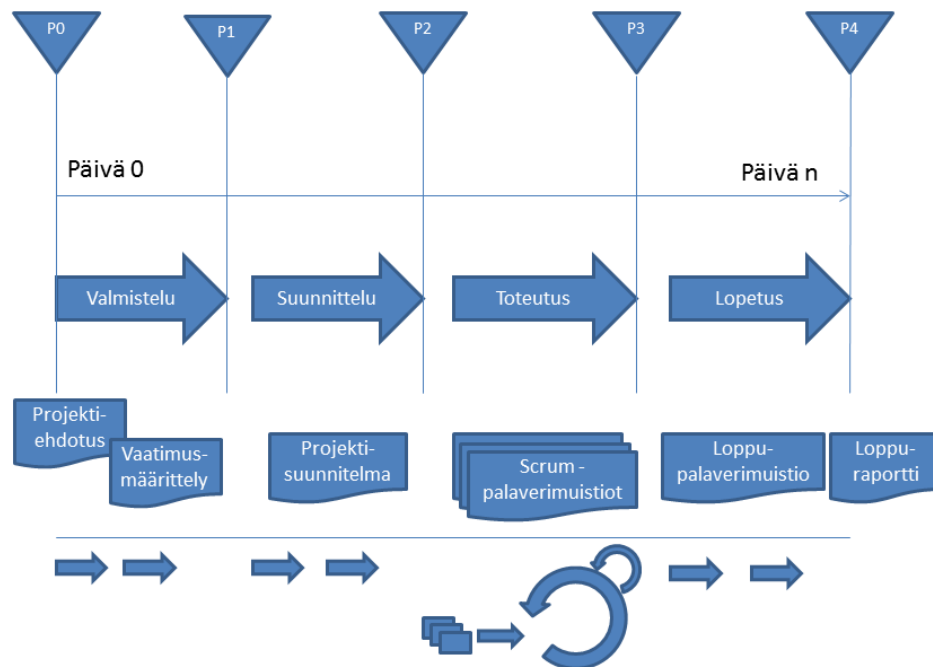 P0
P1
P2
P3
P4
Päivä 0
Päivä n
Valmistelu
Suunnittelu
Toteutus
Lopetus
Projekti-
ehdotus
Vaatimus-
määrittely
Projekti-
suunnitelma
Scrum -
palaverimuistiot
Loppu-
palaverimuistio
Loppu-
raportti